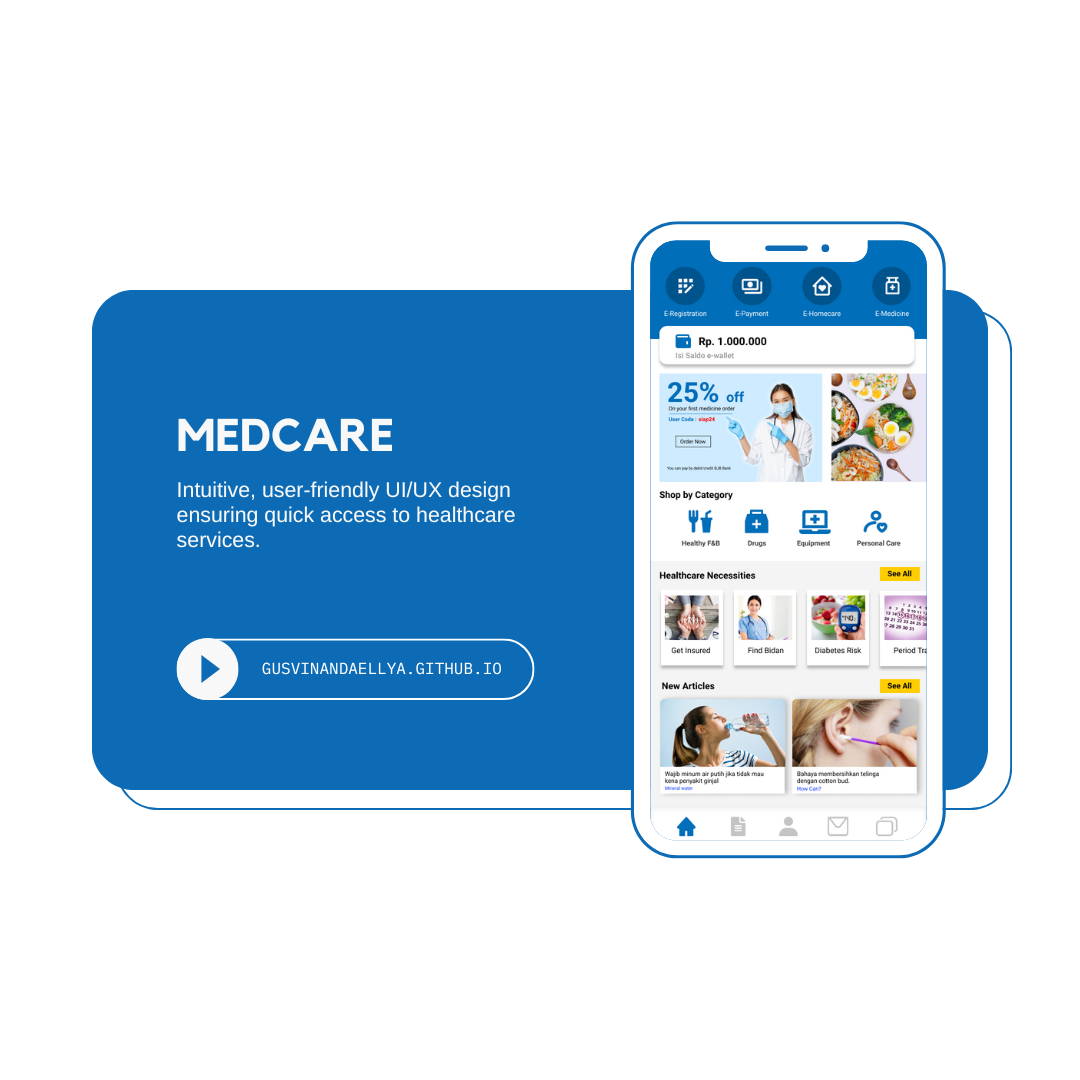 MEDCARE
Intuitive, user-friendly UI/UX design
ensuring quick access to healthcare
services.
GUSVINANDAELLYA.GITHUB.IO
E-Registration
E-Payment
E-Homecare
E-Medicine
Rp. 1.000.000
Isi Saldo e-wallet
25% off
On your first medicine order
User Code : oiap24
Order Now
You can pay by debit/credit BJB Bank
Shop by Category
Healthy F&B
Drugs
Equipment
Personal Care
Healthcare Necessities
See All
Get Insured
Find BIdan
Diabetes Risk
Period Tra
New Articles
See All
Wajib minum air putih jika tidak mau
kena penyakit ginjal
Mineral water
Bahaya membersihkan telinga
dengan cotton bud.
How Can?